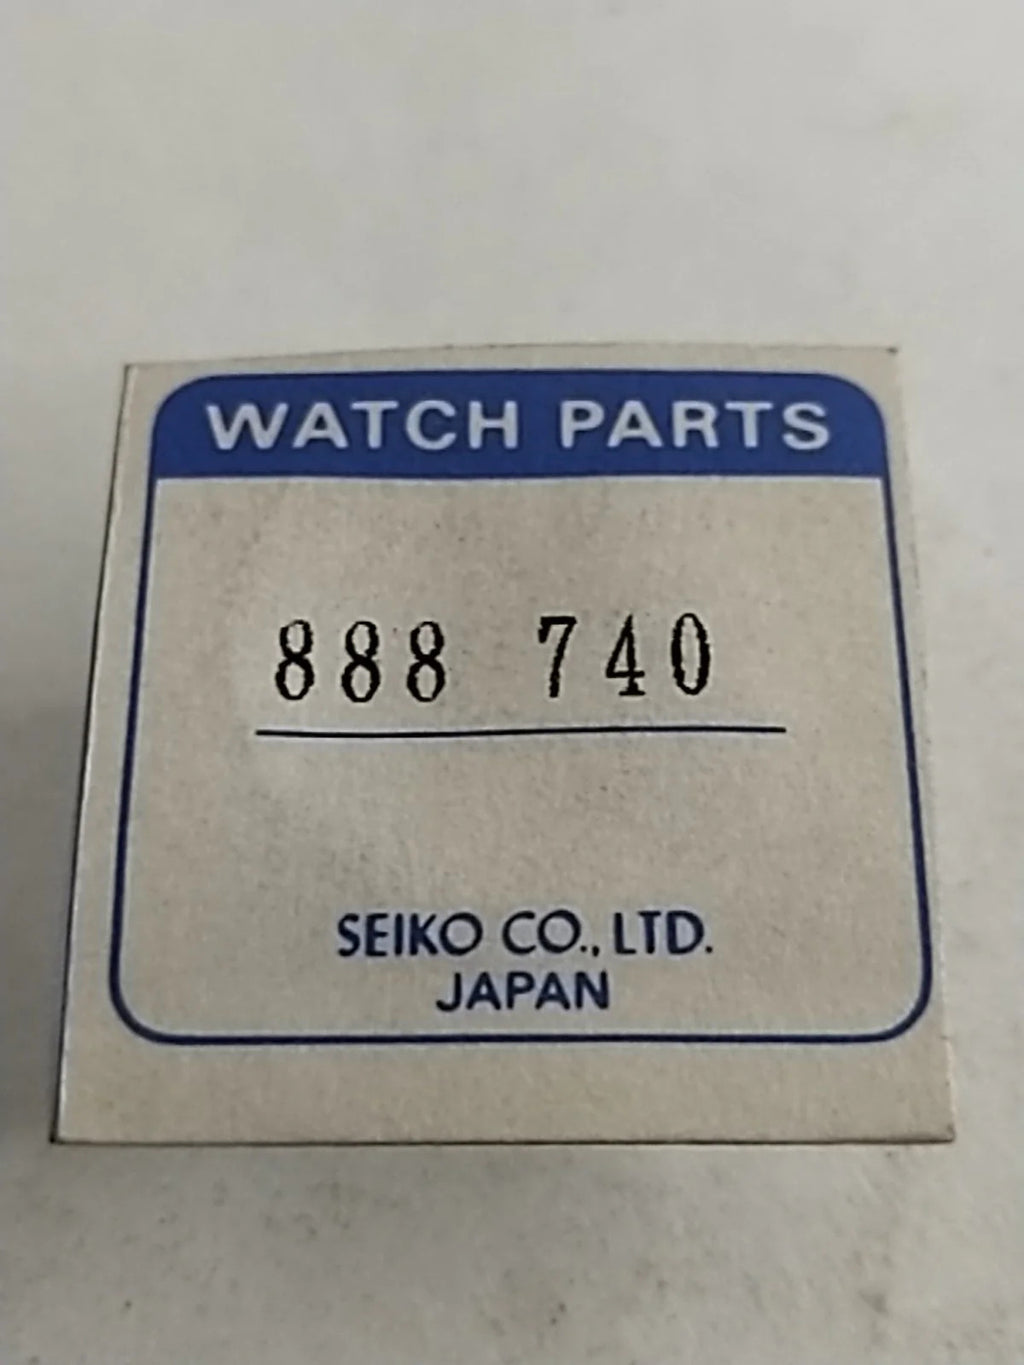 WATCH PARTS
888 740
SEIKO CO., LTD.
JAPAN